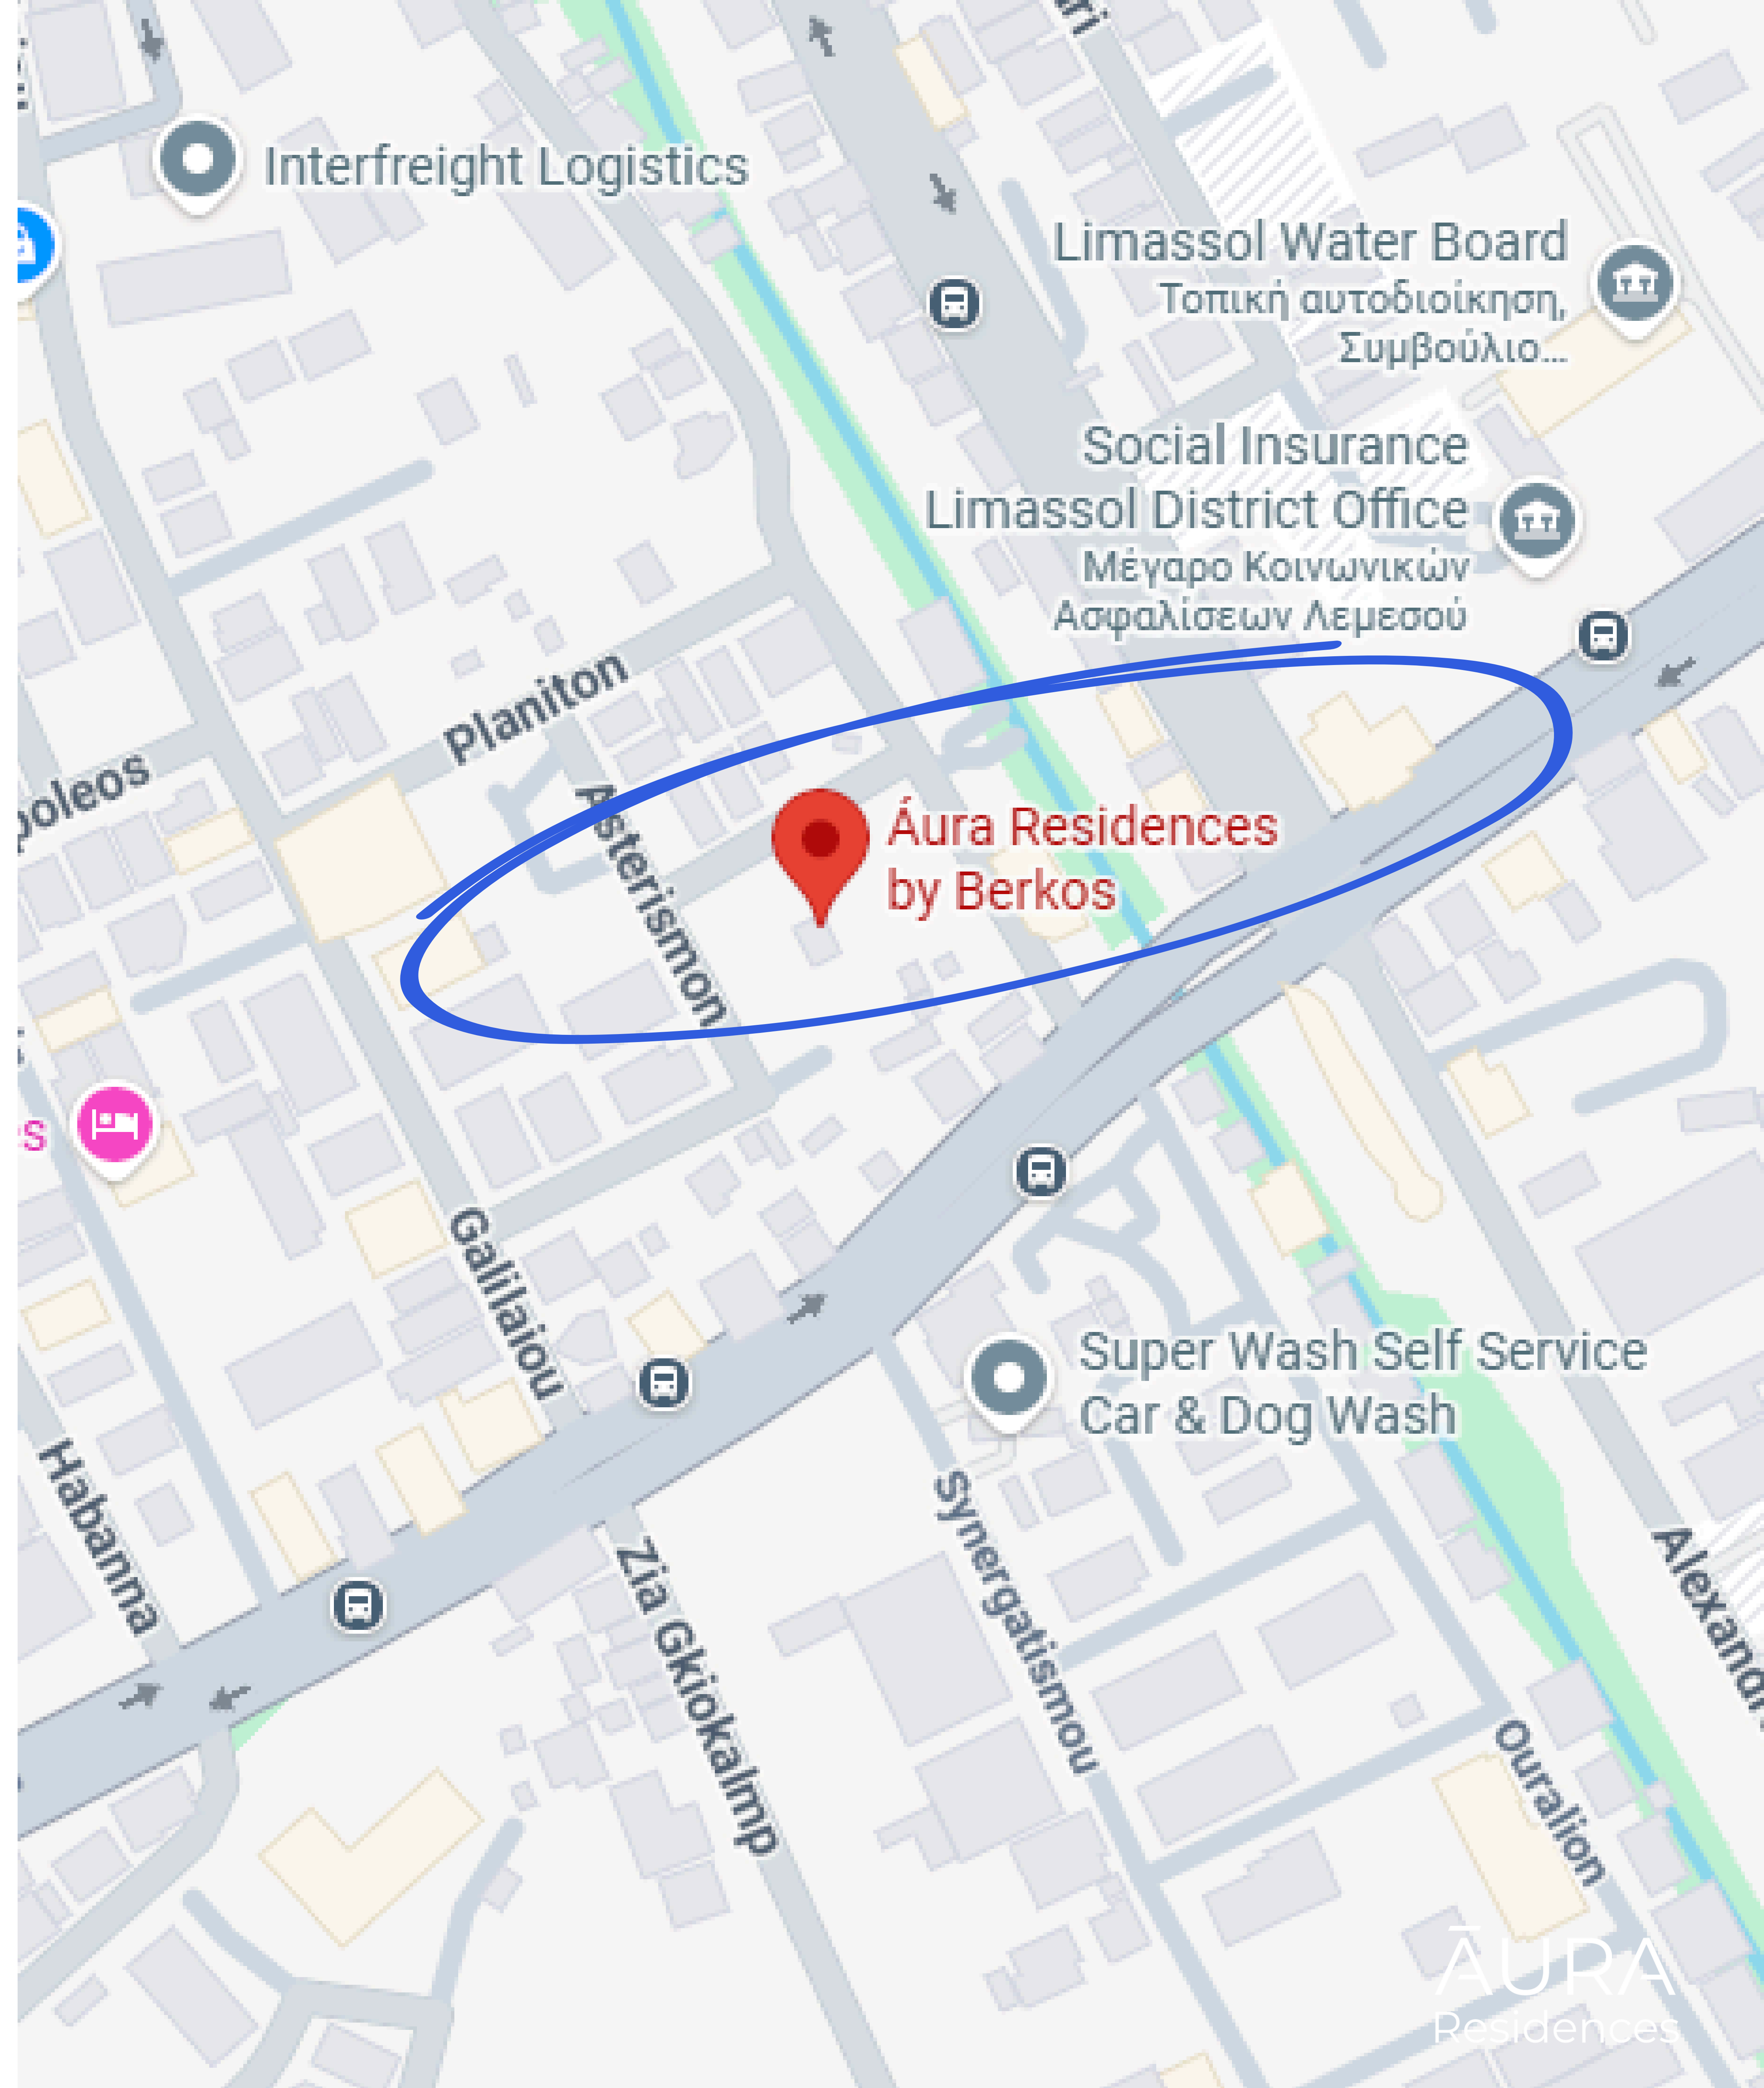 Interfreight Logistics
Limassol Water Board
Τοπική αυτοδιοίκηση,
Συμβούλιο...
Social Insurance
Limassol District Office
Μέγαρο Κοινωνικών
Ασφαλίσεων Λεμεσού
Planiton
Asterismon
Áura Residences
by Berkos
Galilaiou
Super Wash Self Service
Car & Dog Wash
Habanna
Synergatismou
Zia Gkiokalmp
Ouralion
ĀURA
Residences